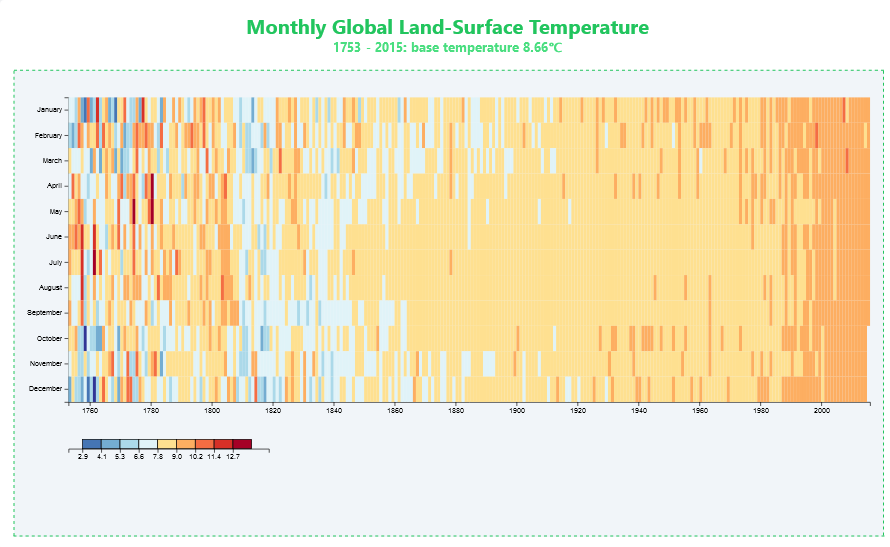 Monthly Global Land-Surface Temperature
1753 - 2015: base temperature 8.66℃
January
February
March
April
May
June
July
August
September
October
November
December
1760 1780 1800 1820 1840 1860 1880 1900 1920 1940 1960 1980 2000
2.9 4.1 5.3 6.6 7.8 9.0 10.2 11.4 12.7